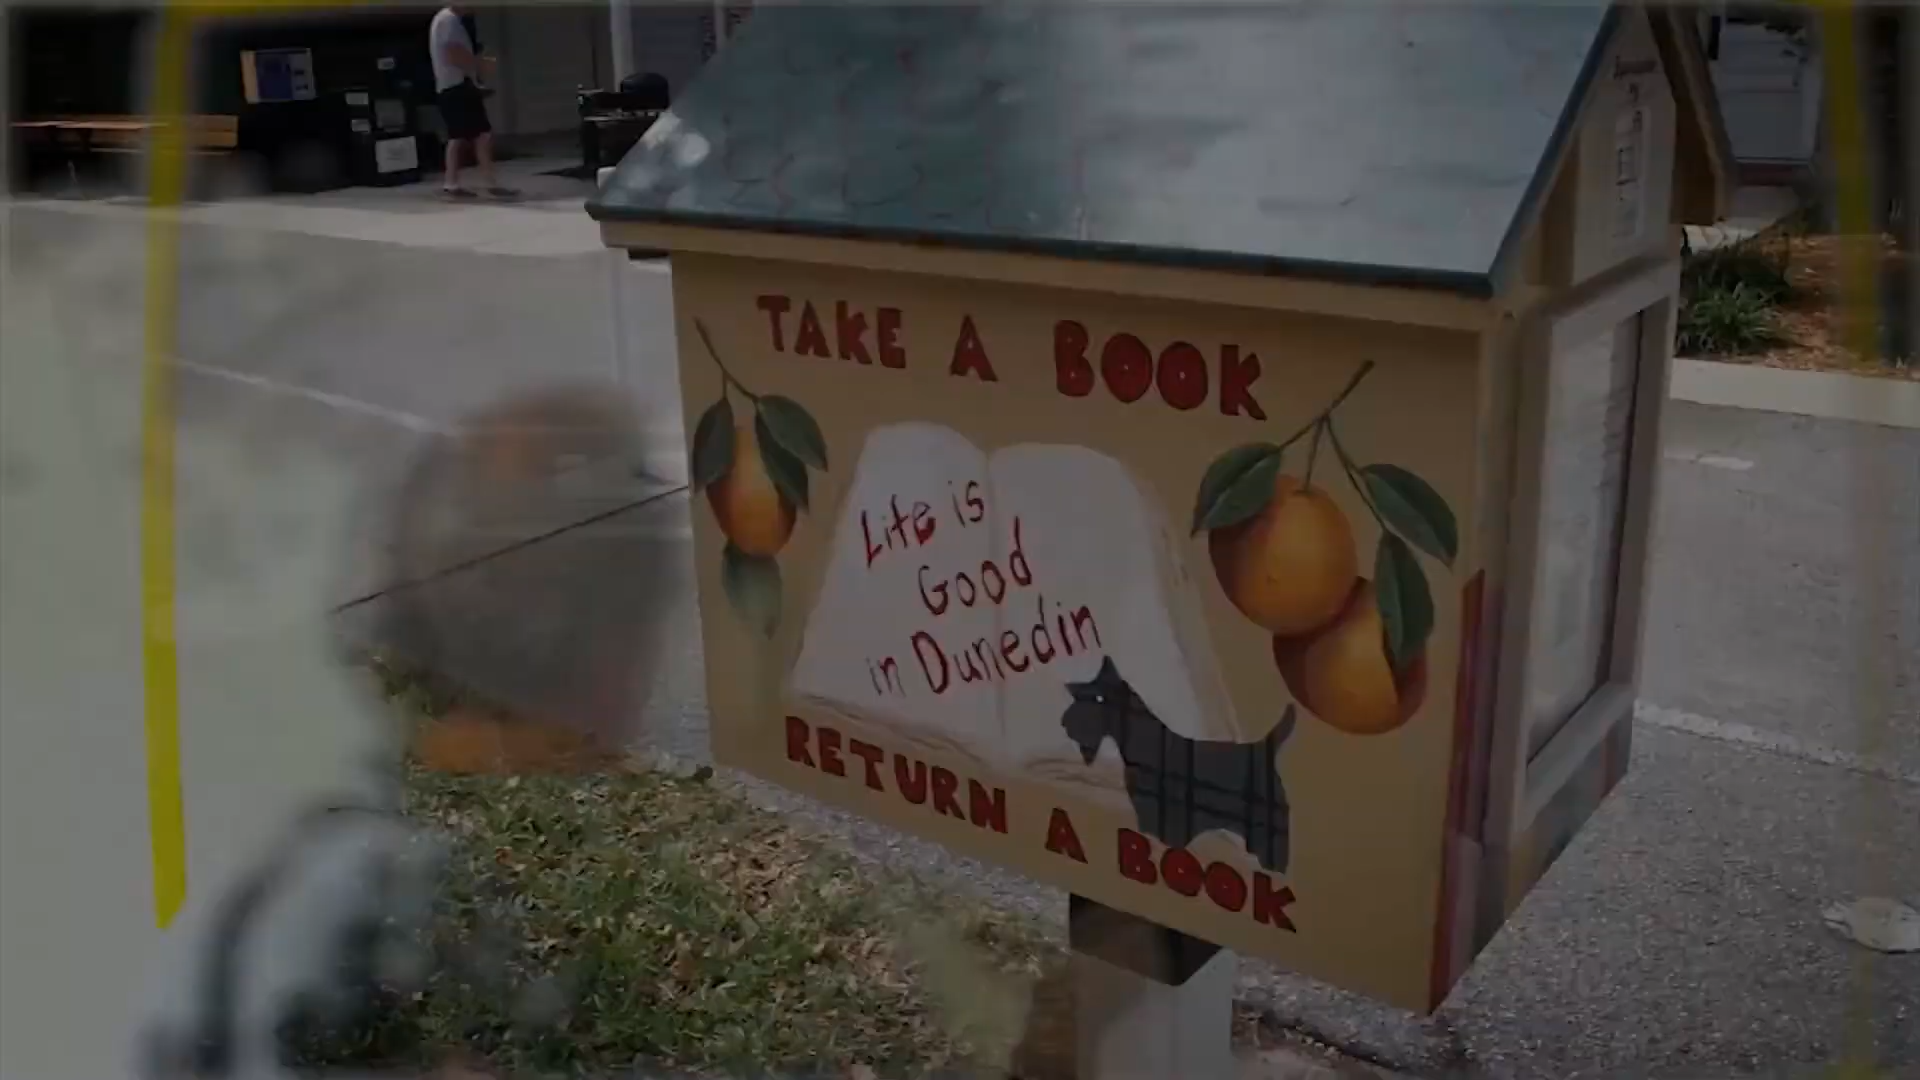 TAKE A BOOK
Life is
Good
in Dunedin
RETURN A BOOK